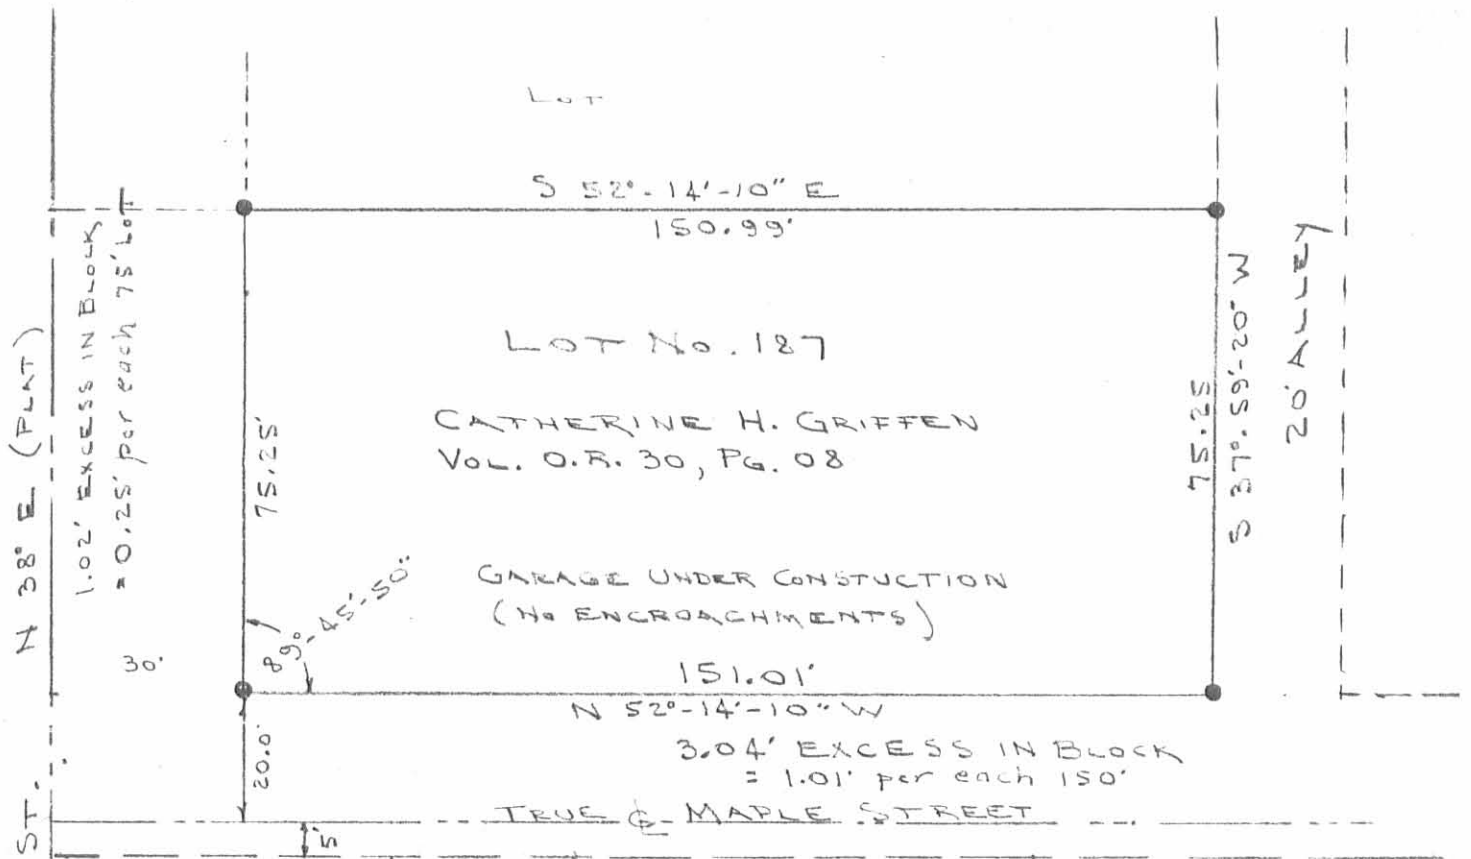 LOT
S 52°-14'-10" E
150.99'
1.02' EXCESS IN BLOCK
= 0.25' per each 75' LOT
N 38° E (PLAT)
ST.
75.25'
LOT No. 187
CATHERINE H. GRIFFEN
VOL. O.R. 30, PG. 08
75.25
S 37°-59'-20" W
20' ALLEY
GARAGE UNDER CONSTUCTION
(NO ENCROACHMENTS)
89°-45'-50"
30'
151.01'
N 52°-14'-10" W
20.0'
3.04' EXCESS IN BLOCK
= 1.01' per each 150'
TRUE ℄ MAPLE STREET
5'